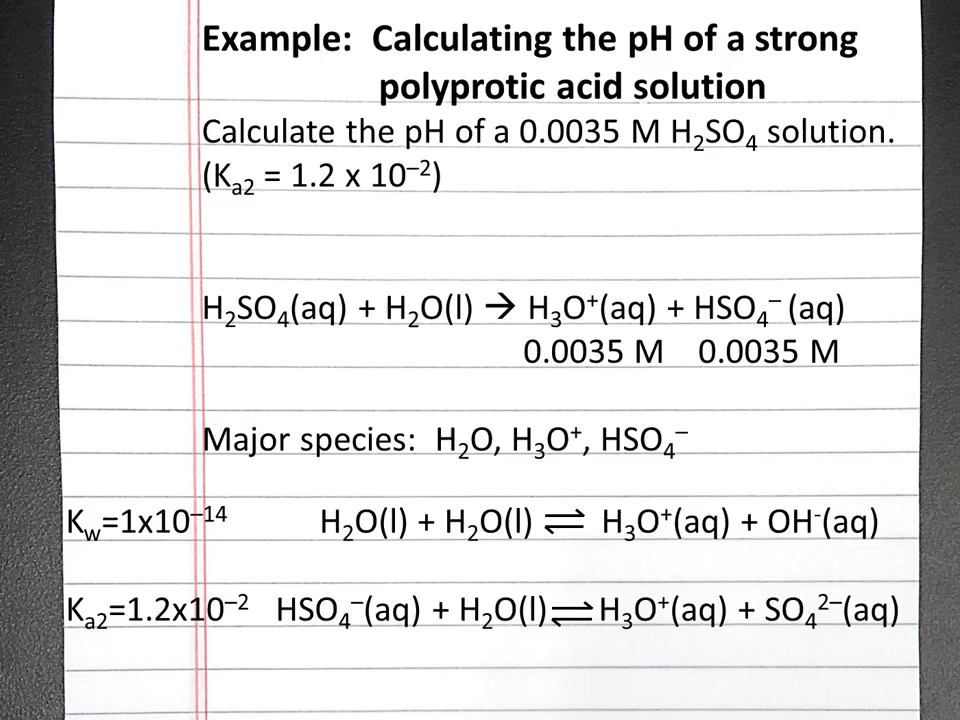 Example:  Calculating the pH of a strong
polyprotic acid solution
Calculate the pH of a 0.0035 M H₂SO₄ solution.
(Kₐ₂ = 1.2 x 10⁻²)
H₂SO₄(aq) + H₂O(l) → H₃O⁺(aq) + HSO₄⁻ (aq)
0.0035 M 0.0035 M
Major species:  H₂O, H₃O⁺, HSO₄⁻
K_w=1x10⁻¹⁴ H₂O(l) + H₂O(l) ⇌ H₃O⁺(aq) + OH⁻(aq)
Kₐ₂=1.2x10⁻² HSO₄⁻(aq) + H₂O(l)⇌H₃O⁺(aq) + SO₄²⁻(aq)